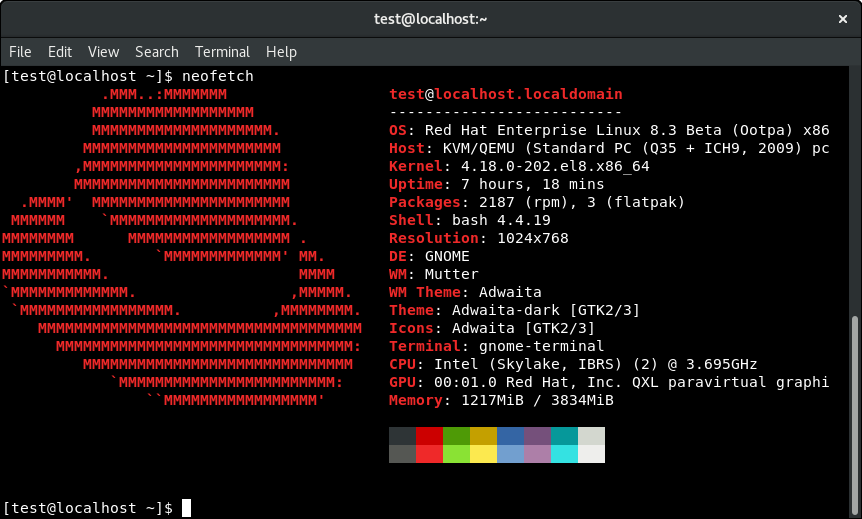 test@localhost:~
File Edit View Search Terminal Help
[test@localhost ~]$ neofetch
           .MMM..:MMMMMMM                  test@localhost.localdomain
          MMMMMMMMMMMMMMMMMM               --------------------------
          MMMMMMMMMMMMMMMMMMMM.            OS: Red Hat Enterprise Linux 8.3 Beta (Ootpa) x86
         MMMMMMMMMMMMMMMMMMMMMM            Host: KVM/QEMU (Standard PC (Q35 + ICH9, 2009) pc
        ,MMMMMMMMMMMMMMMMMMMMMM:           Kernel: 4.18.0-202.el8.x86_64
        MMMMMMMMMMMMMMMMMMMMMMMM           Uptime: 7 hours, 18 mins
  .MMMM'  MMMMMMMMMMMMMMMMMMMMMM           Packages: 2187 (rpm), 3 (flatpak)
 MMMMMM    `MMMMMMMMMMMMMMMMMMMM.          Shell: bash 4.4.19
MMMMMMMM      MMMMMMMMMMMMMMMMMM .         Resolution: 1024x768
MMMMMMMMM.       `MMMMMMMMMMMMM' MM.       DE: GNOME
MMMMMMMMMMM.                     MMMM      WM: Mutter
`MMMMMMMMMMMMM.                 ,MMMMM.    WM Theme: Adwaita
 `MMMMMMMMMMMMMMMMM.          ,MMMMMMMM.   Theme: Adwaita-dark [GTK2/3]
    MMMMMMMMMMMMMMMMMMMMMMMMMMMMMMMMMMMM   Icons: Adwaita [GTK2/3]
      MMMMMMMMMMMMMMMMMMMMMMMMMMMMMMMMM:   Terminal: gnome-terminal
         MMMMMMMMMMMMMMMMMMMMMMMMMMMMMM    CPU: Intel (Skylake, IBRS) (2) @ 3.695GHz
            `MMMMMMMMMMMMMMMMMMMMMMMM:     GPU: 00:01.0 Red Hat, Inc. QXL paravirtual graphi
                ``MMMMMMMMMMMMMMMMM'       Memory: 1217MiB / 3834MiB
[test@localhost ~]$